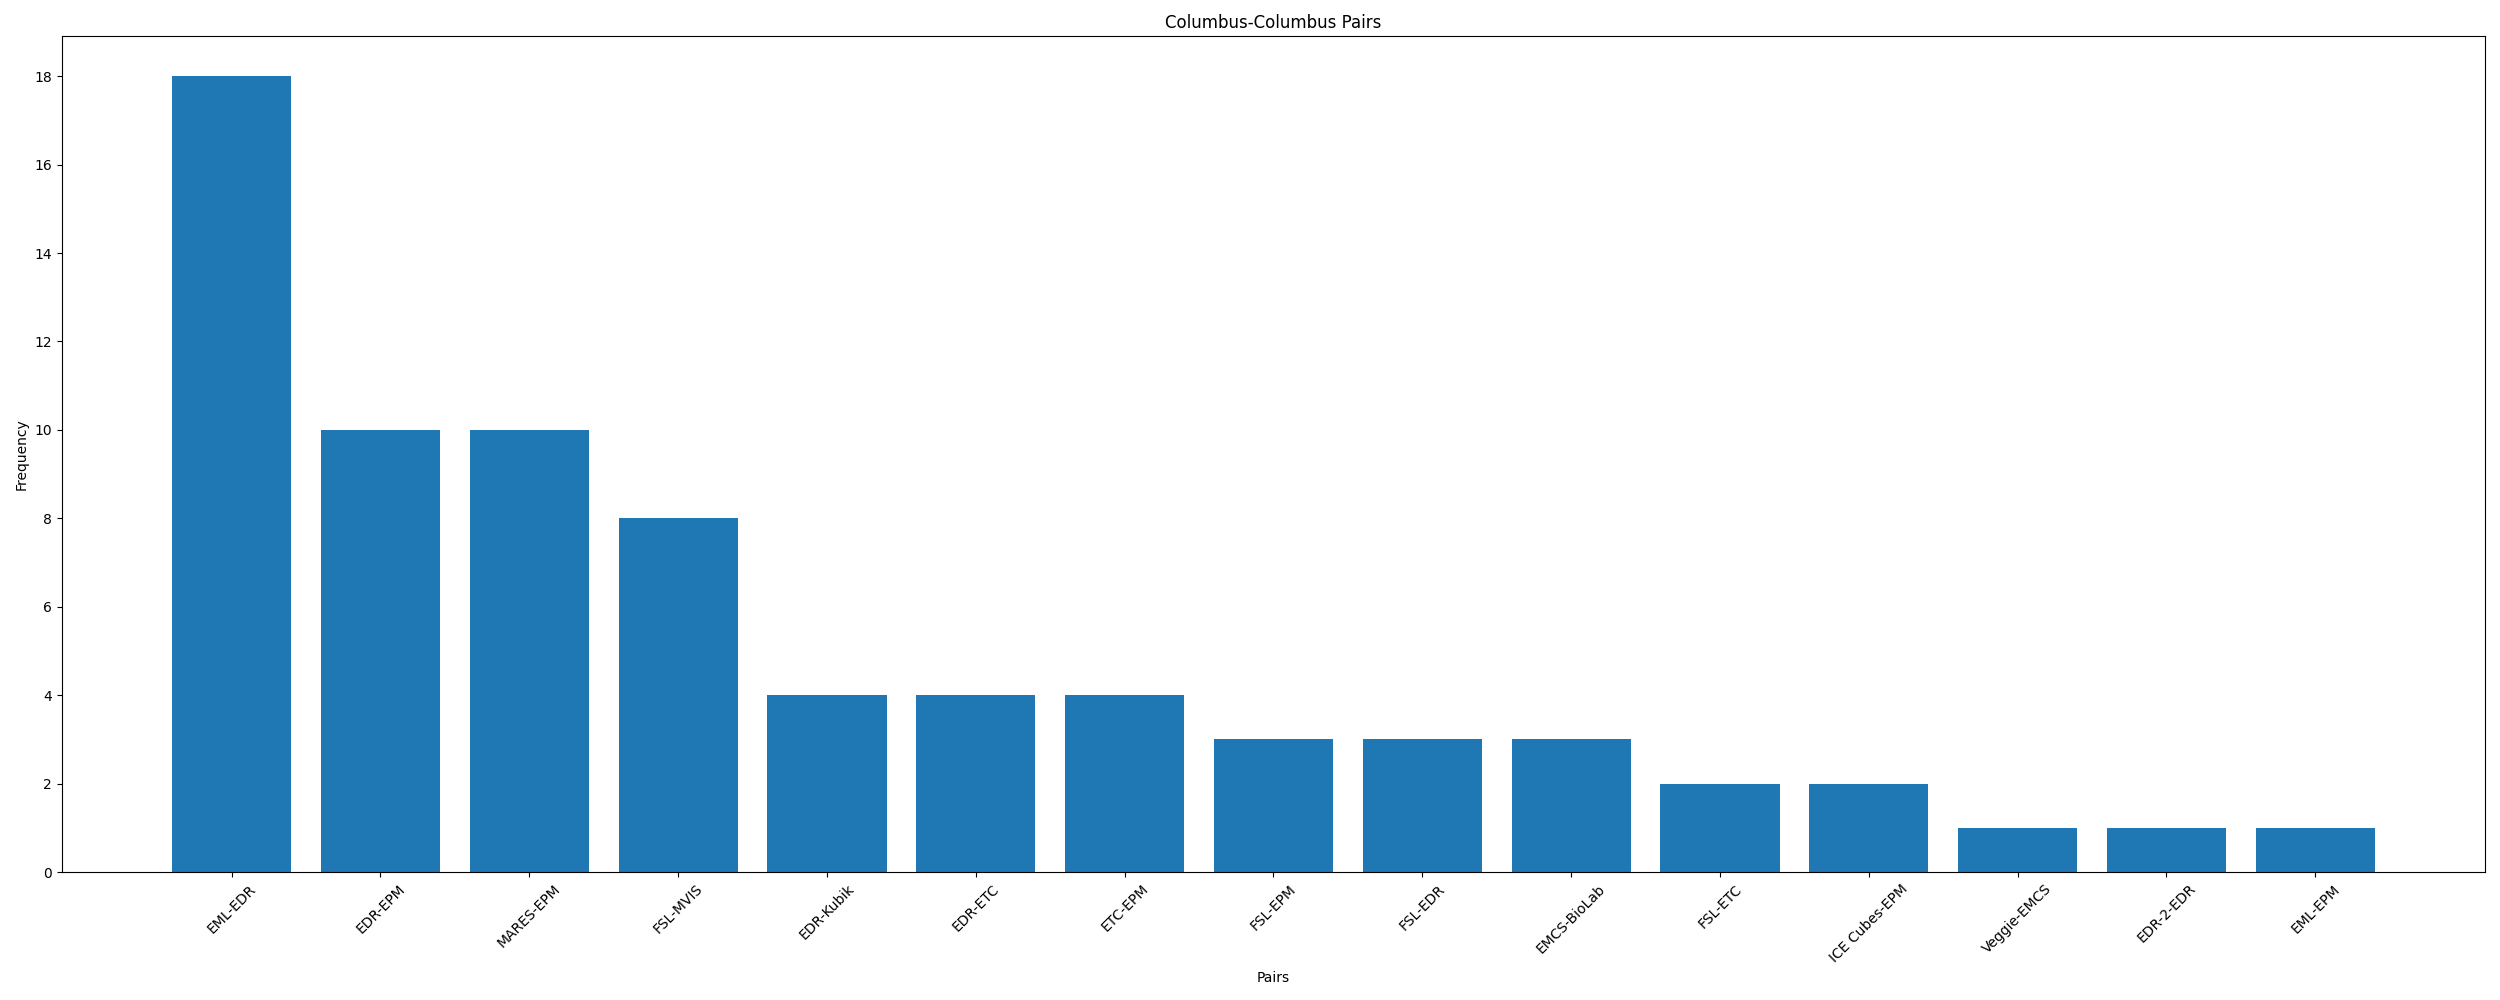 Columbus-Columbus Pairs
Frequency
18
16
14
12
10
8
6
4
2
0
EML-EDR
EDR-EPM
MARES-EPM
FSL-MVIS
EDR-Kubik
EDR-ETC
ETC-EPM
FSL-EPM
FSL-EDR
EMCS-BioLab
FSL-ETC
ICE Cubes-EPM
Veggie-EMCS
EDR-2-EDR
EML-EPM
Pairs